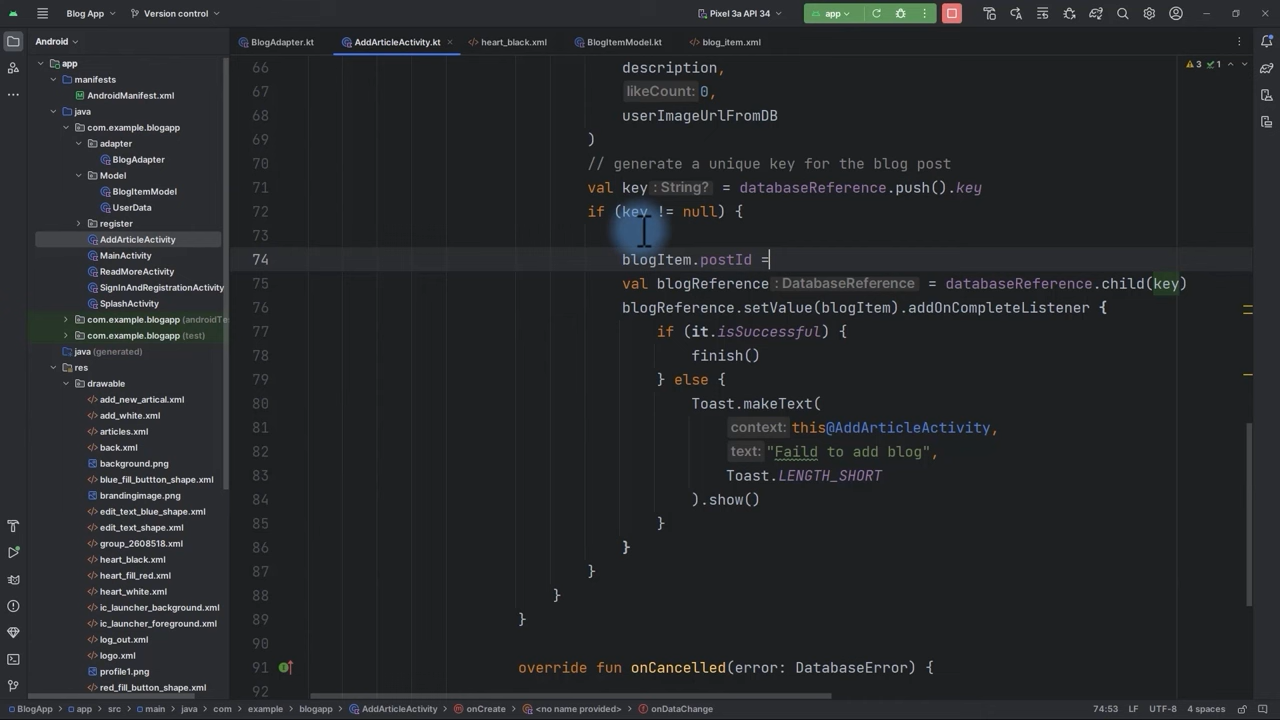 Blog App
Version control
Pixel 3a API 34
app
Android
BlogAdapter.kt
AddArticleActivity.kt
heart_black.xml
BlogItemModel.kt
blog_item.xml
app
manifests
AndroidManifest.xml
java
com.example.blogapp
adapter
BlogAdapter
Model
BlogItemModel
UserData
register
AddArticleActivity
MainActivity
ReadMoreActivity
SignInAndRegistrationActivity
SplashActivity
com.example.blogapp (androidTe
com.example.blogapp (test)
java (generated)
res
drawable
add_new_artical.xml
add_white.xml
articles.xml
back.xml
background.png
blue_fill_buttton_shape.xml
brandingimage.png
edit_text_blue_shape.xml
edit_text_shape.xml
group_2608518.xml
heart_black.xml
heart_fill_red.xml
heart_white.xml
ic_launcher_background.xml
ic_launcher_foreground.xml
log_out.xml
logo.xml
profile1.png
red_fill_button_shape.xml
3 1
66 description,
67 likeCount: 0,
68 userImageUrlFromDB
69 )
70 // generate a unique key for the blog post
71 val key : String? = databaseReference.push().key
72 if (key != null) {
73
74 blogItem.postId =
75 val blogReference : DatabaseReference = databaseReference.child(key)
76 blogReference.setValue(blogItem).addOnCompleteListener {
77 if (it.isSuccessful) {
78 finish()
79 } else {
80 Toast.makeText(
81 context: this@AddArticleActivity,
82 text: "Faild to add blog",
83 Toast.LENGTH_SHORT
84 ).show()
85 }
86 }
87 }
88 }
89 }
90
91 override fun onCancelled(error: DatabaseError) {
92
BlogApp > app > src > main > java > com > example > blogapp > AddArticleActivity > onCreate > <no name provided> > onDataChange
74:53 LF UTF-8 4 spaces